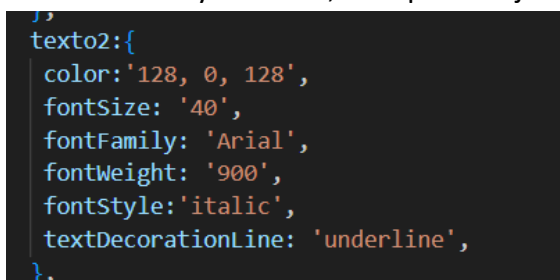 },
texto2:{
color:'128, 0, 128',
fontSize: '40',
fontFamily: 'Arial',
fontWeight: '900',
fontStyle:'italic',
textDecorationLine: 'underline',
},